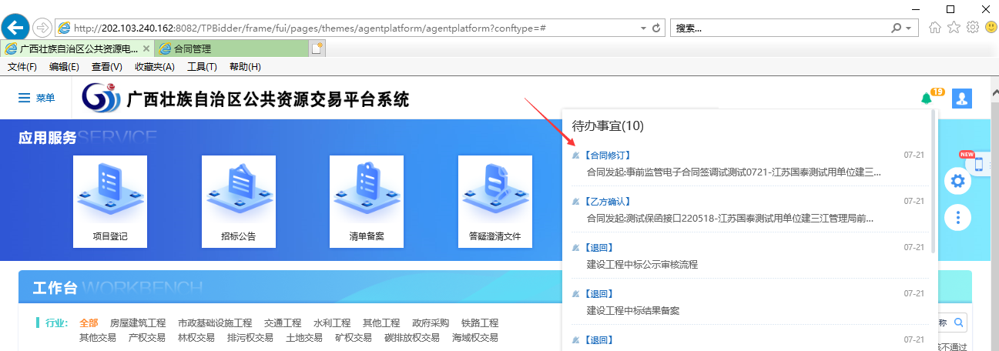 http://202.103.240.162:8082/TPBidder/frame/fui/pages/themes/agentplatform/agentplatform?conftype=#
搜索...
广西壮族自治区公共资源电...
合同管理
文件(F) 编辑(E) 查看(V) 收藏夹(A) 工具(T) 帮助(H)
菜单
广西壮族自治区公共资源交易平台系统
19
应用服务SERVICE
项目登记
招标公告
清单备案
答疑澄清文件
待办事宜(10)
【合同修订】 07-21
合同发起:事前监管电子合同签调试测试0721-江苏国泰测试用单位建三...
【乙方确认】 07-21
合同发起:测试保函接口220518-江苏国泰测试用单位建三江管理局前...
【退回】 07-21
建设工程中标公示审核流程
【退回】 07-21
建设工程中标结果备案
【退回】 07-21
NEW
工作台 WORKBENCH
行业: 全部 房屋建筑工程 市政基础设施工程 交通工程 水利工程 其他工程 政府采购 铁路工程
其他交易 产权交易 林权交易 排污权交易 土地交易 矿权交易 碳排放权交易 海域权交易
称
核不通过